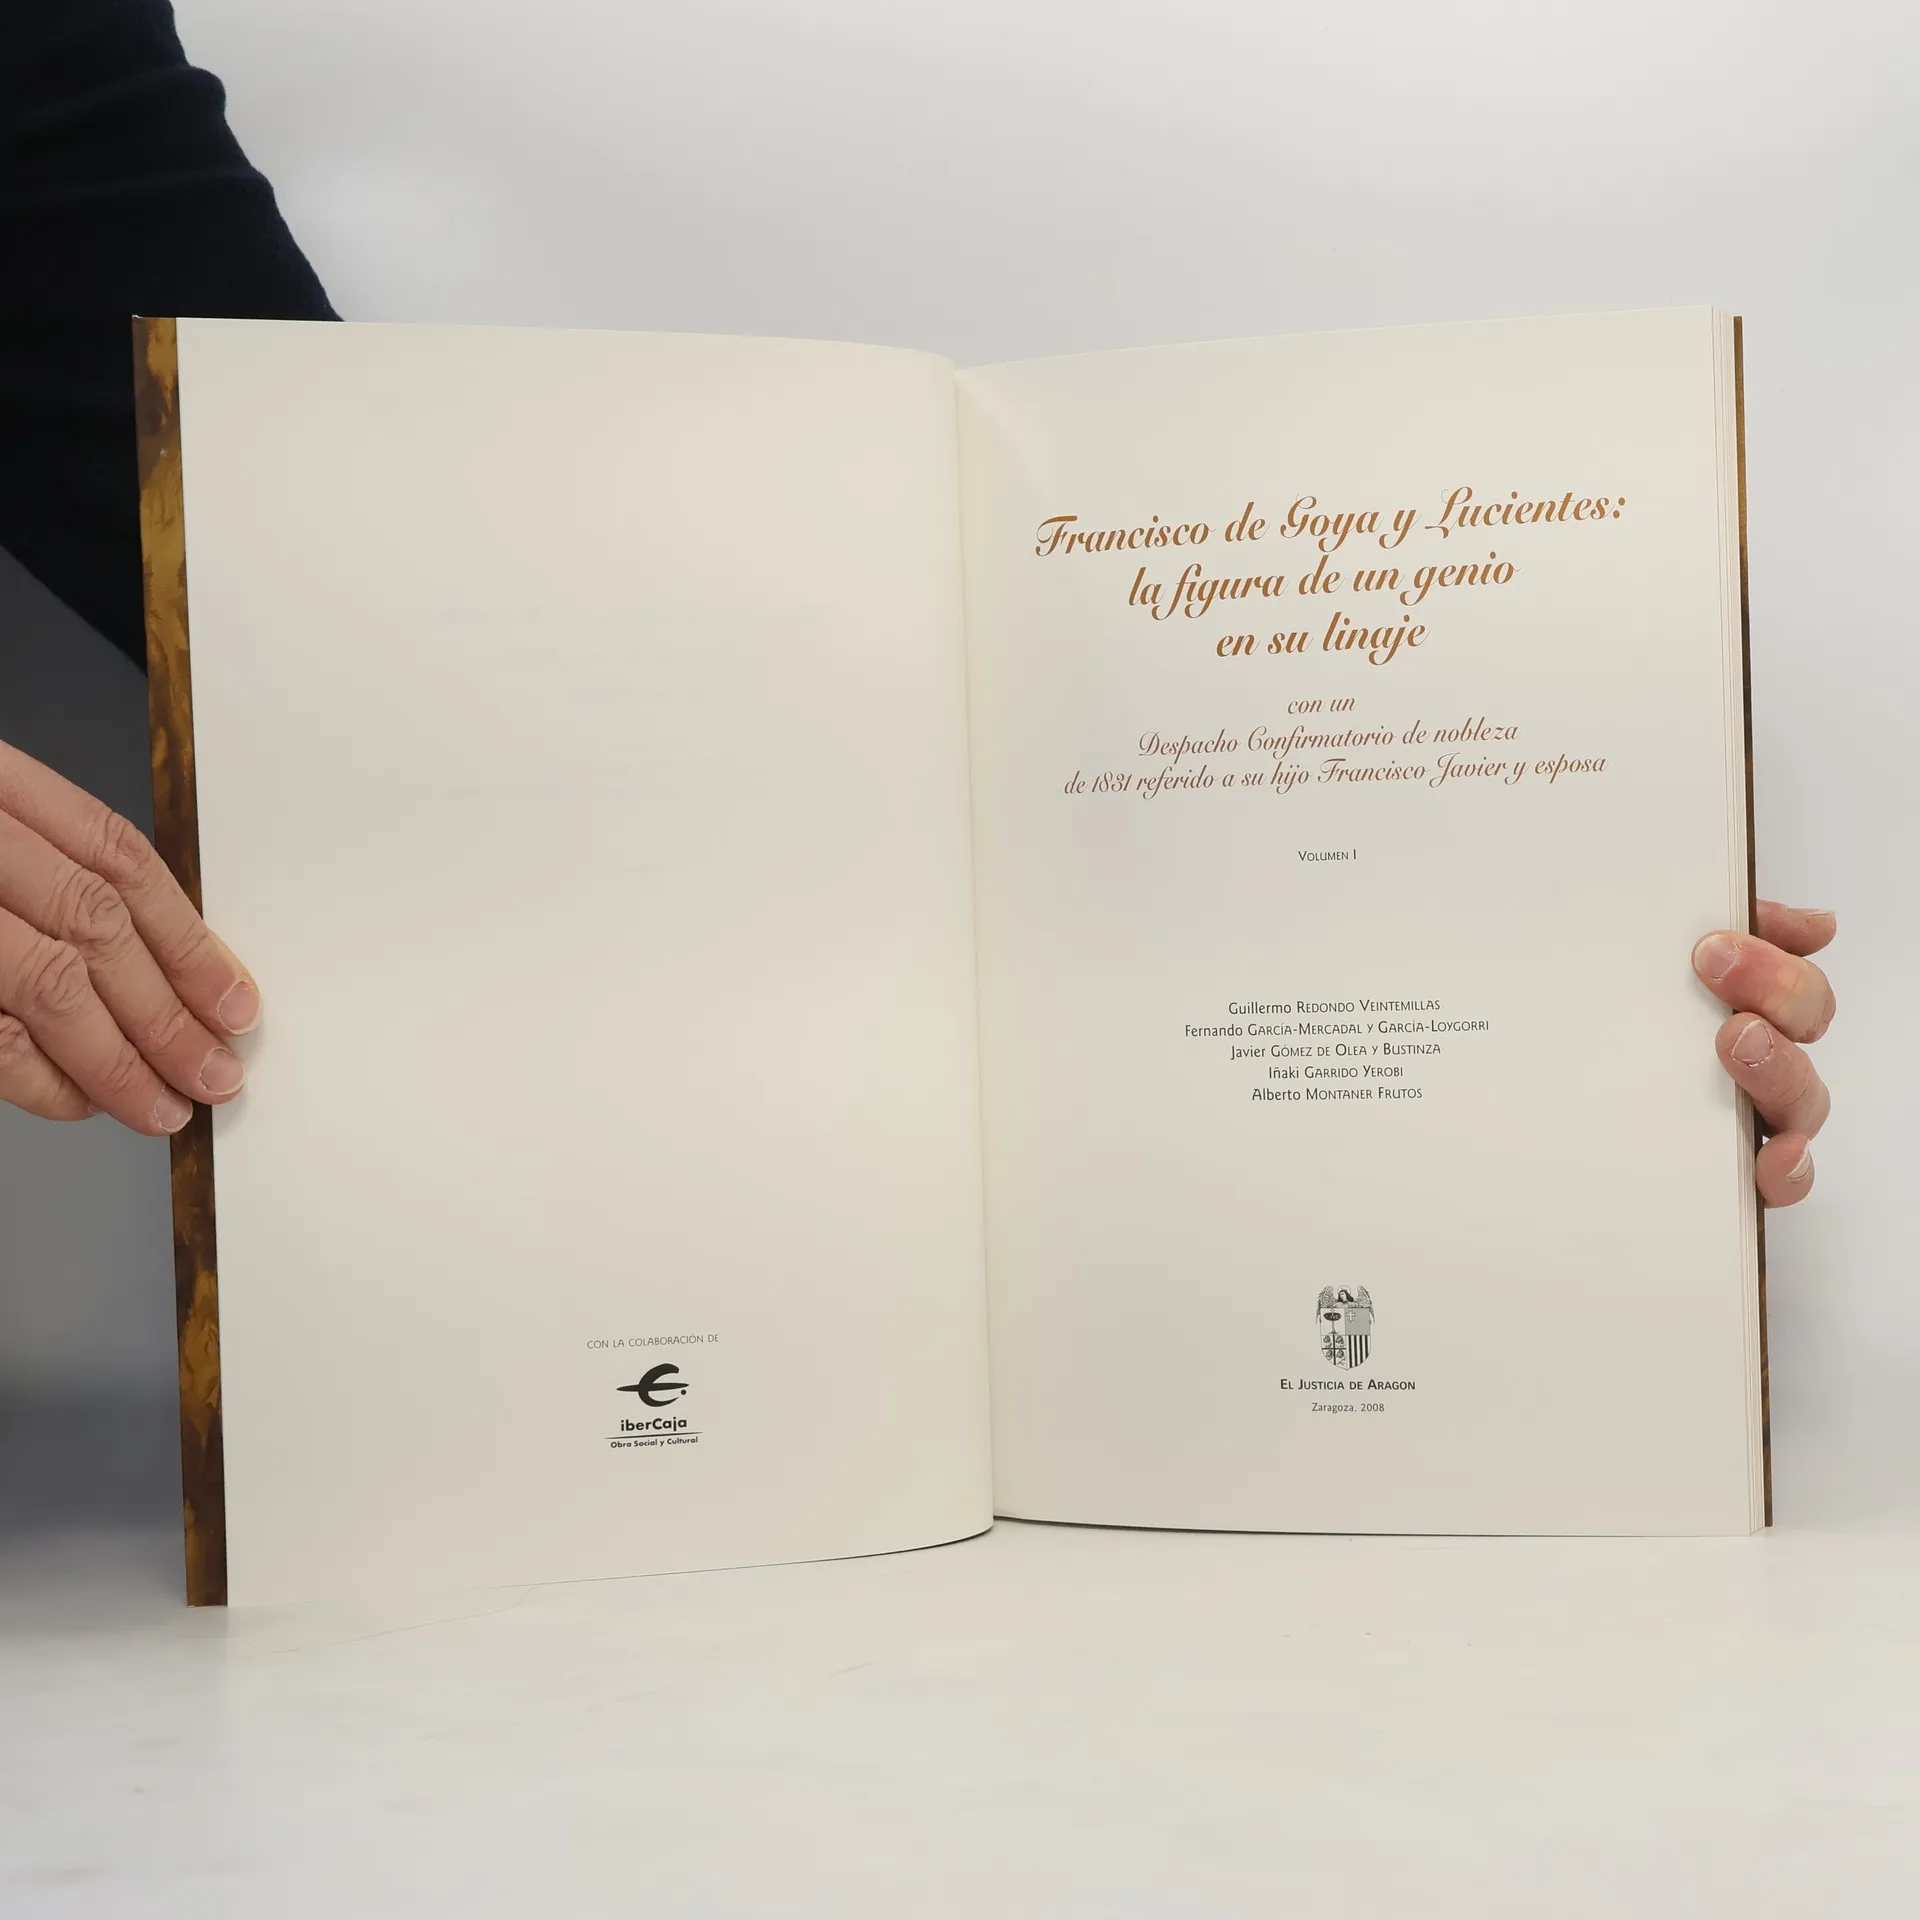 CON LA COLABORACIÓN DE
iberCaja
Obra Social y Cultural
Francisco de Goya y Lucientes:
la figura de un genio
en su linaje
con un
Despacho Confirmatorio de nobleza
de 1831 referido a su hijo Francisco Javier y esposa
VOLUMEN I
Guillermo REDONDO VEINTEMILLAS
Fernando GARCÍA-MERCADAL Y GARCÍA-LOYGORRI
Javier GÓMEZ DE OLEA Y BUSTINZA
Iñaki GARRIDO YEROBI
Alberto MONTANER FRUTOS
EL JUSTICIA DE ARAGON
Zaragoza, 2008